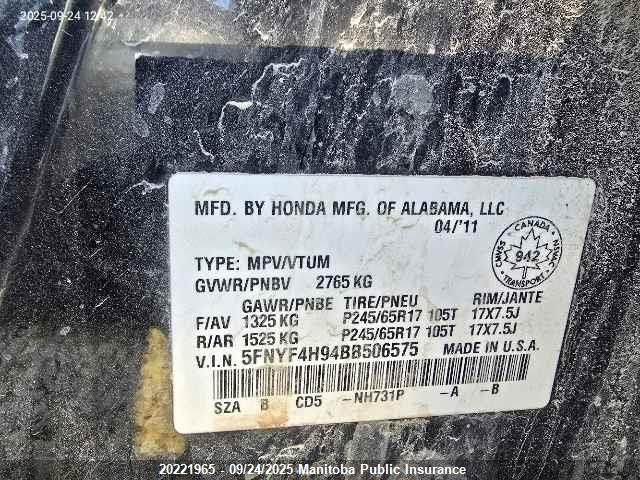 2025-09-24 12:42
MFD. BY HONDA MFG. OF ALABAMA, LLC
04/'11
TYPE: MPV/VTUM
GVWR/PNBV 2765 KG
GAWR/PNBE TIRE/PNEU RIM/JANTE
F/AV 1325 KG P245/65R17 105T 17X7.5J
R/AR 1525 KG P245/65R17 105T 17X7.5J
V.I.N. 5FNYF4H94BB506575 MADE IN U.S.A.
SZA B CD5 -NH731P -A -B
CANADA
CMVSS 942 NSVAC
TRANSPORT
20221965 - 09/24/2025 Manitoba Public Insurance